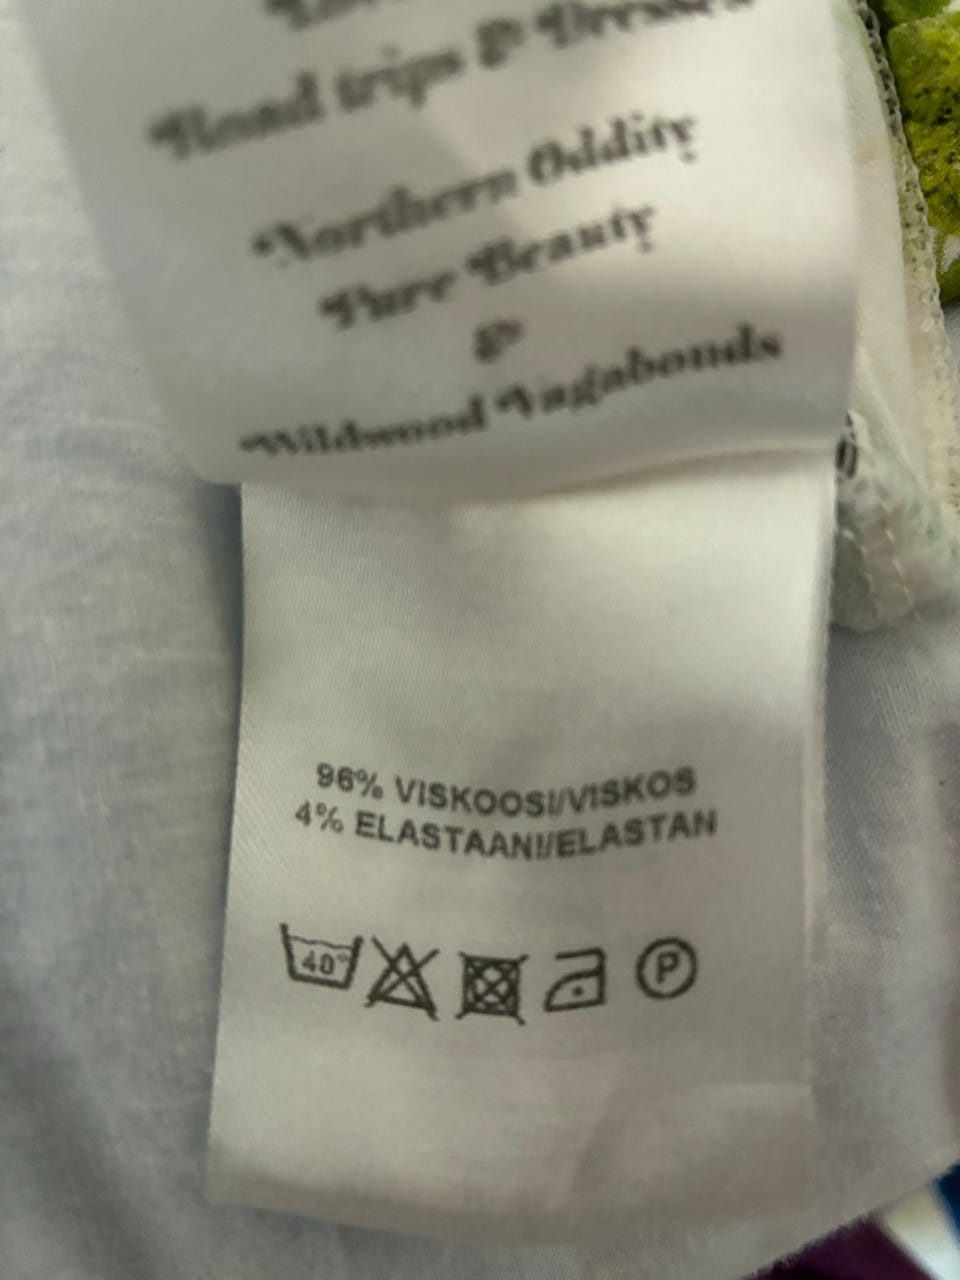 Road trips & Dresses
Northern Oddity
Pure Beauty
&
Wildwood Vagabonds
96% VISKOOSI/VISKOS
4% ELASTAANI/ELASTAN
40°
P